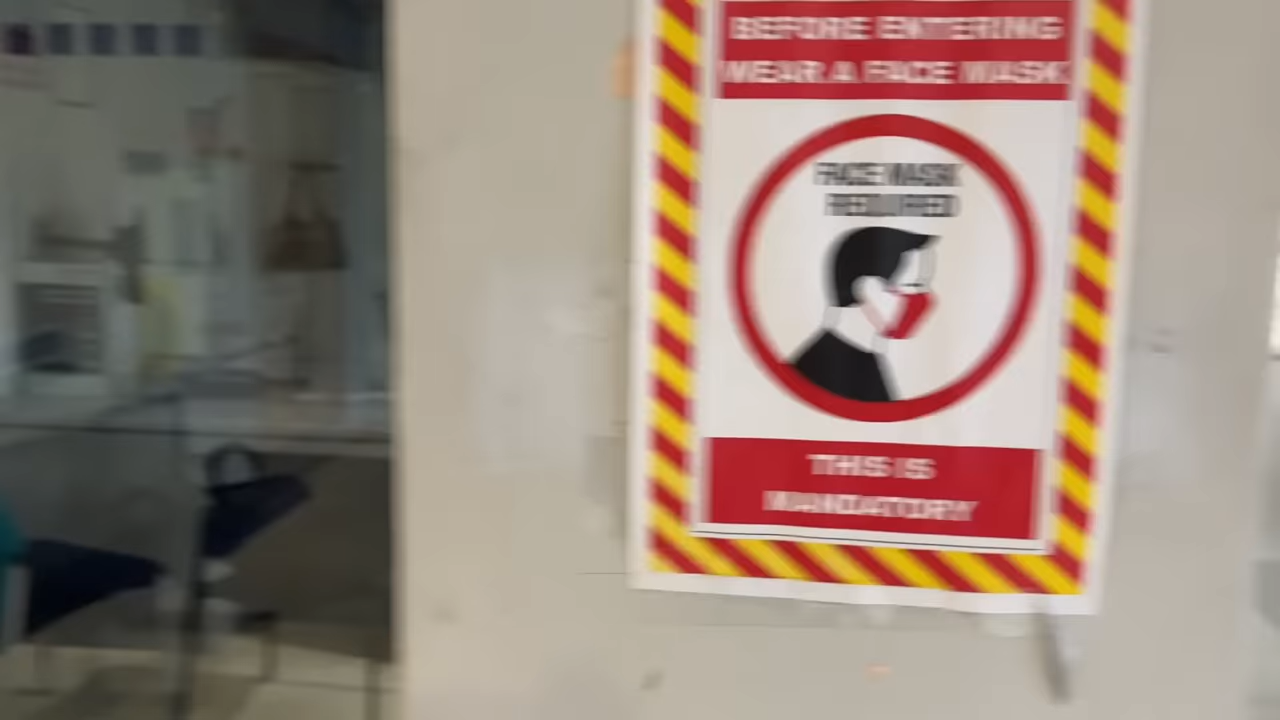 BEFORE ENTERING
WEAR A FACE MASK
FACE MASK
REQUIRED
THIS IS
MANDATORY